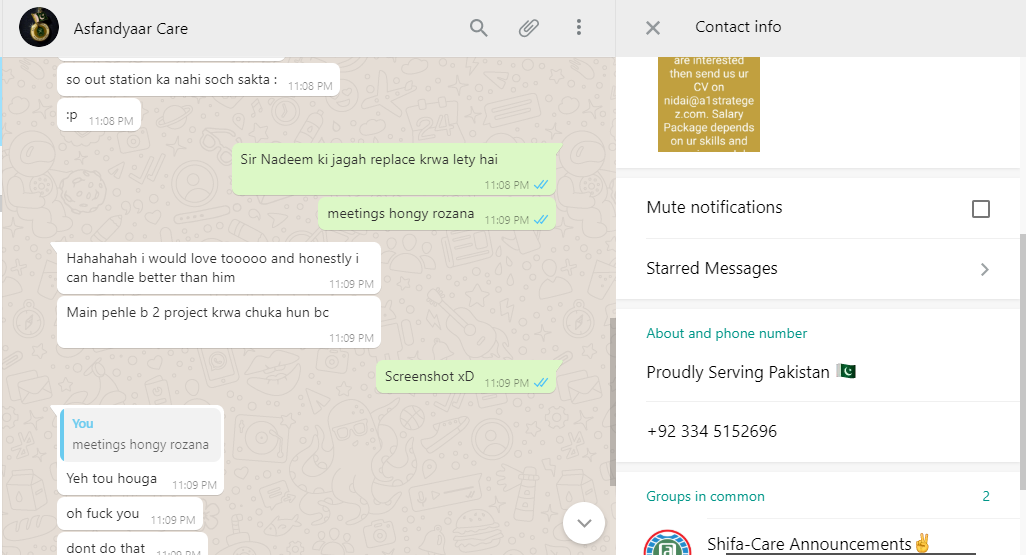 Asfandyaar Care
so out station ka nahi soch sakta :
11:08 PM
:p
11:08 PM
Sir Nadeem ki jagah replace krwa lety hai
11:08 PM
meetings hongy rozana
11:09 PM
Hahahahah i would love tooooo and honestly i
can handle better than him
11:09 PM
Main pehle b 2 project krwa chuka hun bc
11:09 PM
Screenshot xD
11:09 PM
You
meetings hongy rozana
Yeh tou houga
11:09 PM
oh fuck you
11:09 PM
dont do that
11:09 PM
Contact info
are interested
then send us ur
CV on
nidai@a1stratege
z.com. Salary
Package depends
on ur skills and
Mute notifications
Starred Messages
About and phone number
Proudly Serving Pakistan 🇵🇰
+92 334 5152696
Groups in common
2
Shifa-Care Announcements✌